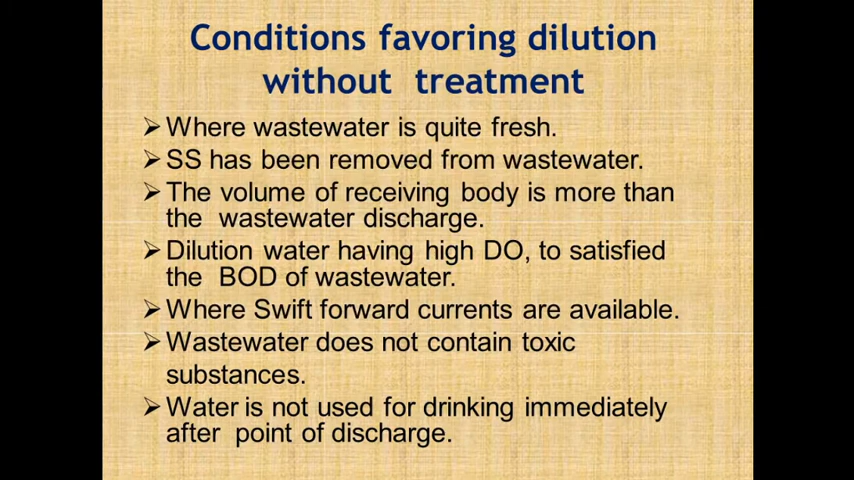 Conditions favoring dilution
without treatment
➢ Where wastewater is quite fresh.
➢ SS has been removed from wastewater.
➢ The volume of receiving body is more than
the wastewater discharge.
➢ Dilution water having high DO, to satisfied
the BOD of wastewater.
➢ Where Swift forward currents are available.
➢ Wastewater does not contain toxic
substances.
➢ Water is not used for drinking immediately
after point of discharge.